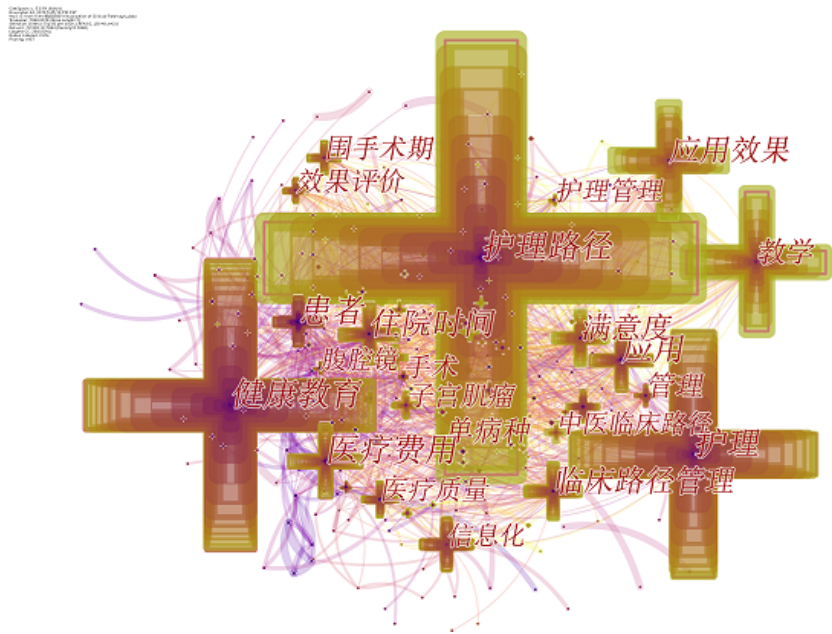 围手术期
应用效果
效果评价
护理管理
护理路径
教学
患者
住院时间
满意度
应用
腹腔镜
手术
管理
健康教育
子宫肌瘤
中医临床路径
单病种
护理
医疗费用
临床路径管理
医疗质量
信息化